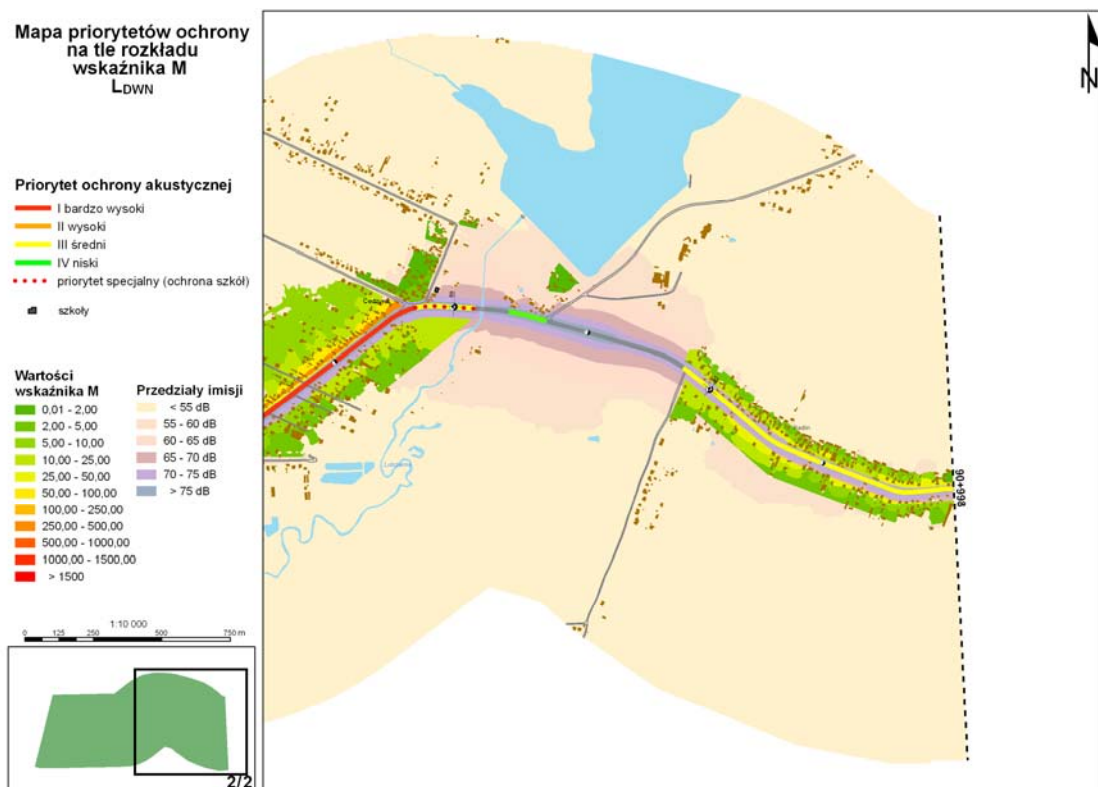 Mapa priorytetów ochrony
na tle rozkładu
wskaźnika M
LDWN
Priorytet ochrony akustycznej
I bardzo wysoki
II wysoki
III średni
IV niski
priorytet specjalny (ochrona szkół)
szkoły
Wartości
wskaźnika M
0,01 - 2,00
2,00 - 5,00
5,00 - 10,00
10,00 - 25,00
25,00 - 50,00
50,00 - 100,00
100,00 - 250,00
250,00 - 500,00
500,00 - 1000,00
1000,00 - 1500,00
> 1500
Przedziały imisji
< 55 dB
55 - 60 dB
60 - 65 dB
65 - 70 dB
70 - 75 dB
> 75 dB
1:10 000
0 125 250 500 750 m
2/2
N
90+998